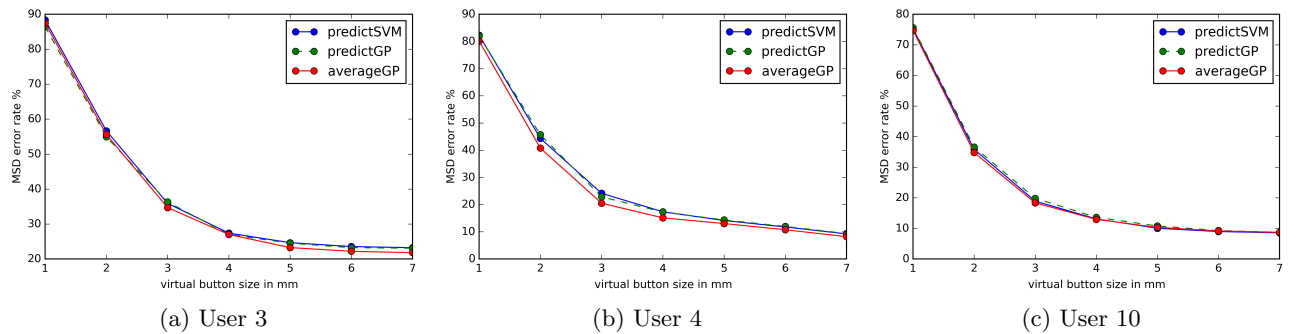 90
80
70
60
50
40
30
20
MSD error rate %
predictSVM
predictGP
averageGP
1 2 3 4 5 6 7
virtual button size in mm
(a) User 3
90
80
70
60
50
40
30
20
10
0
MSD error rate %
predictSVM
predictGP
averageGP
1 2 3 4 5 6 7
virtual button size in mm
(b) User 4
80
70
60
50
40
30
20
10
0
MSD error rate %
predictSVM
predictGP
averageGP
1 2 3 4 5 6 7
virtual button size in mm
(c) User 10